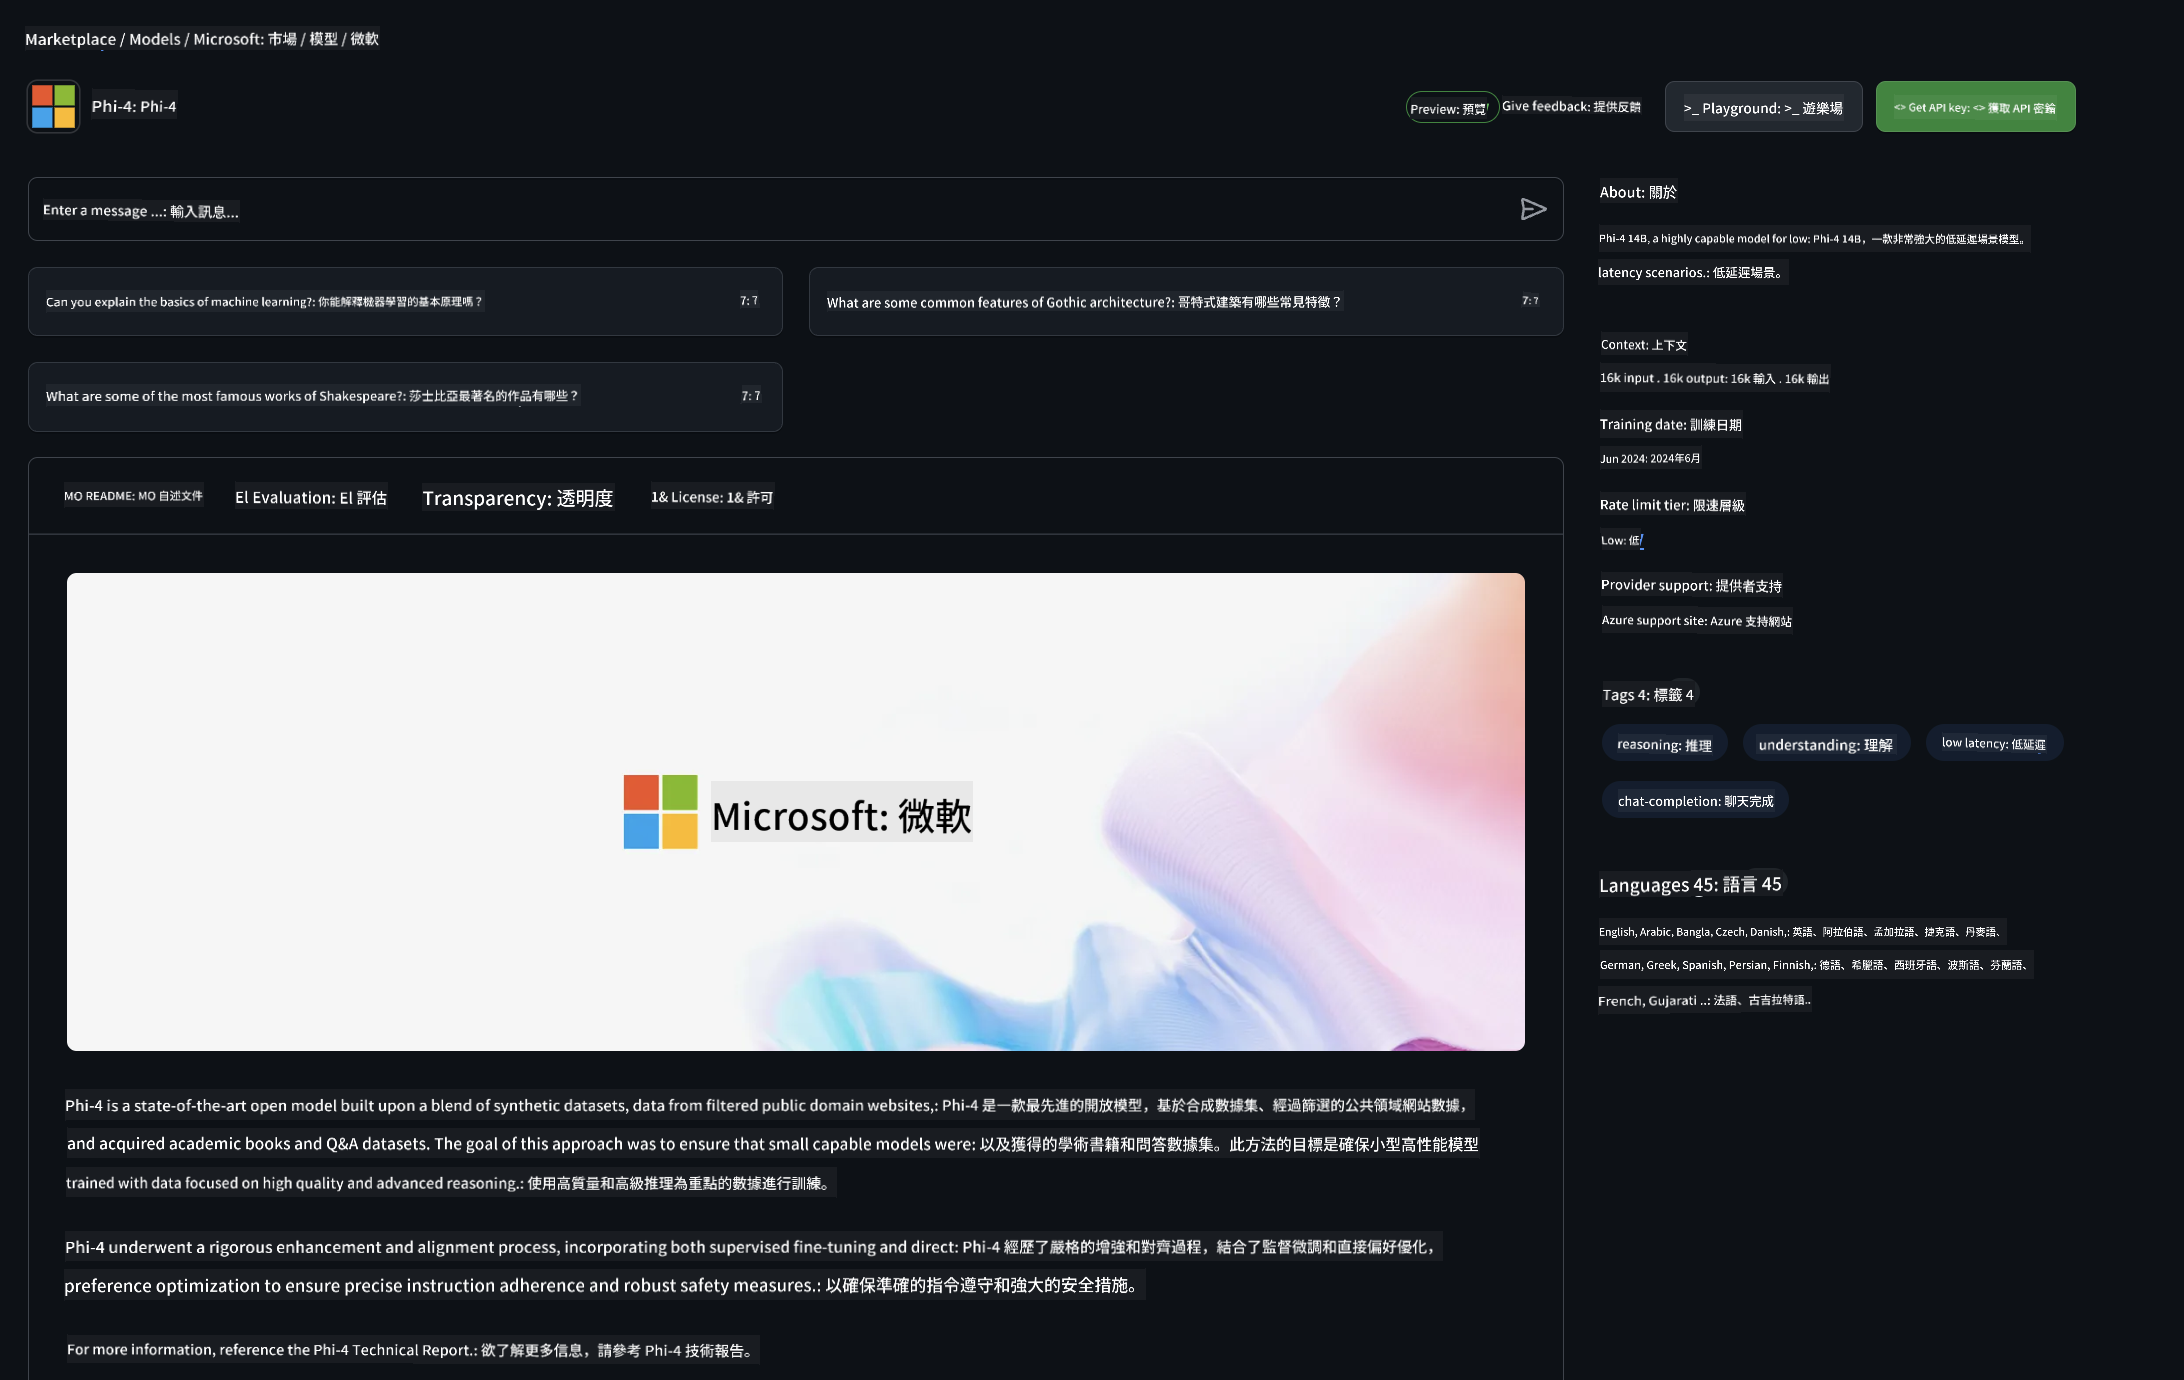 Marketplace / Models / Microsoft: 市場 / 模型 / 微軟
Phi-4: Phi-4
Preview: 預覽
Give feedback: 提供反饋
>_ Playground: >_ 遊樂場
<> Get API key: <> 獲取 API 密鑰
Enter a message ...: 輸入訊息...
Can you explain the basics of machine learning?: 你能解釋機器學習的基本原理嗎？
7: 7
What are some common features of Gothic architecture?: 哥特式建築有哪些常見特徵？
7: 7
What are some of the most famous works of Shakespeare?: 莎士比亞最著名的作品有哪些？
7: 7
MO README: MO 自述文件
El Evaluation: El 評估
Transparency: 透明度
1& License: 1& 許可
Microsoft: 微軟
Phi-4 is a state-of-the-art open model built upon a blend of synthetic datasets, data from filtered public domain websites,: Phi-4 是一款最先進的開放模型，基於合成數據集、經過篩選的公共領域網站數據，
and acquired academic books and Q&A datasets. The goal of this approach was to ensure that small capable models were: 以及獲得的學術書籍和問答數據集。此方法的目標是確保小型高性能模型
trained with data focused on high quality and advanced reasoning.: 使用高質量和高級推理為重點的數據進行訓練。
Phi-4 underwent a rigorous enhancement and alignment process, incorporating both supervised fine-tuning and direct: Phi-4 經歷了嚴格的增強和對齊過程，結合了監督微調和直接偏好優化，
preference optimization to ensure precise instruction adherence and robust safety measures.: 以確保準確的指令遵守和強大的安全措施。
For more information, reference the Phi-4 Technical Report.: 欲了解更多信息，請參考 Phi-4 技術報告。
About: 關於
Phi-4 14B, a highly capable model for low: Phi-4 14B，一款非常強大的低延遲場景模型。
latency scenarios.: 低延遲場景。
Context: 上下文
16k input . 16k output: 16k 輸入 . 16k 輸出
Training date: 訓練日期
Jun 2024: 2024年6月
Rate limit tier: 限速層級
Low: 低
Provider support: 提供者支持
Azure support site: Azure 支持網站
Tags 4: 標籤 4
reasoning: 推理
understanding: 理解
low latency: 低延遲
chat-completion: 聊天完成
Languages 45: 語言 45
English, Arabic, Bangla, Czech, Danish,: 英語、阿拉伯語、孟加拉語、捷克語、丹麥語、
German, Greek, Spanish, Persian, Finnish,: 德語、希臘語、西班牙語、波斯語、芬蘭語、
French, Gujarati ..: 法語、古吉拉特語..